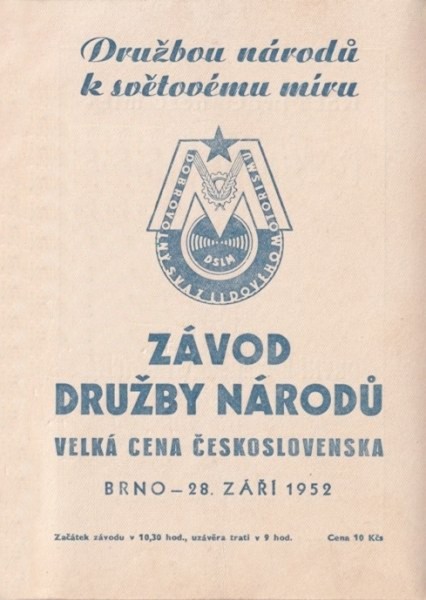 Družbou národů
k světovému míru
DOBROVOLNÝ SVAZ LIDOVÉHO MOTORISMU
DSLM
ZÁVOD
DRUŽBY NÁRODŮ
VELKÁ CENA ČESKOSLOVENSKA
BRNO – 28. ZÁŘÍ 1952
Začátek závodu v 10,30 hod., uzávěra trati v 9 hod. Cena 10 Kčs